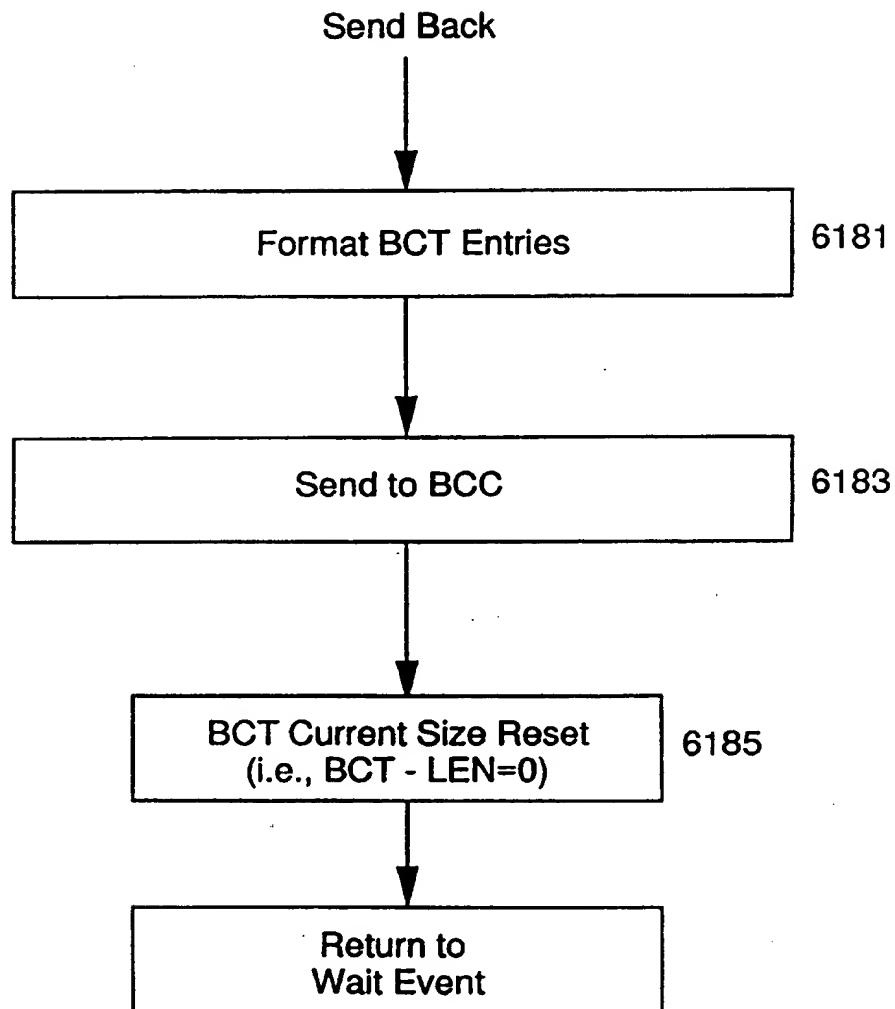 Send Back
Format BCT Entries
6181
Send to BCC
6183
BCT Current Size Reset
(i.e., BCT - LEN=0)
6185
Return to
Wait Event